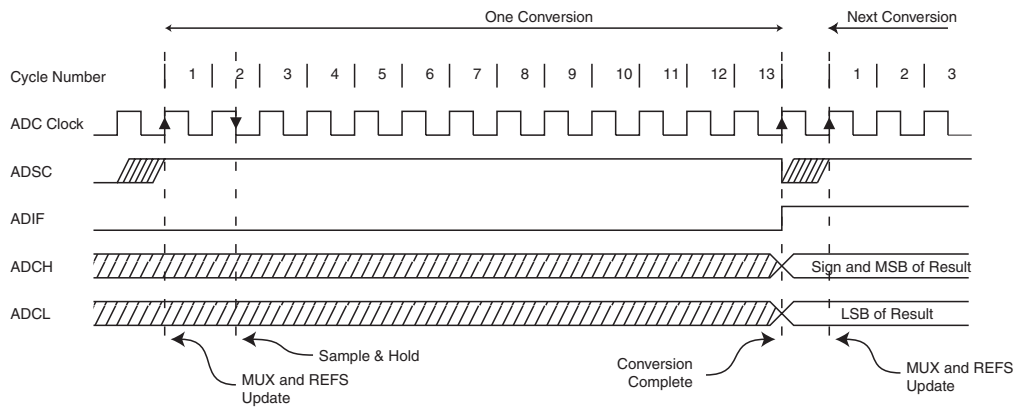 One Conversion
Next Conversion
Cycle Number 1 2 3 4 5 6 7 8 9 10 11 12 13 1 2 3
ADC Clock
ADSC
ADIF
ADCH Sign and MSB of Result
ADCL LSB of Result
Sample & Hold
MUX and REFS
Update
Conversion
Complete
MUX and REFS
Update